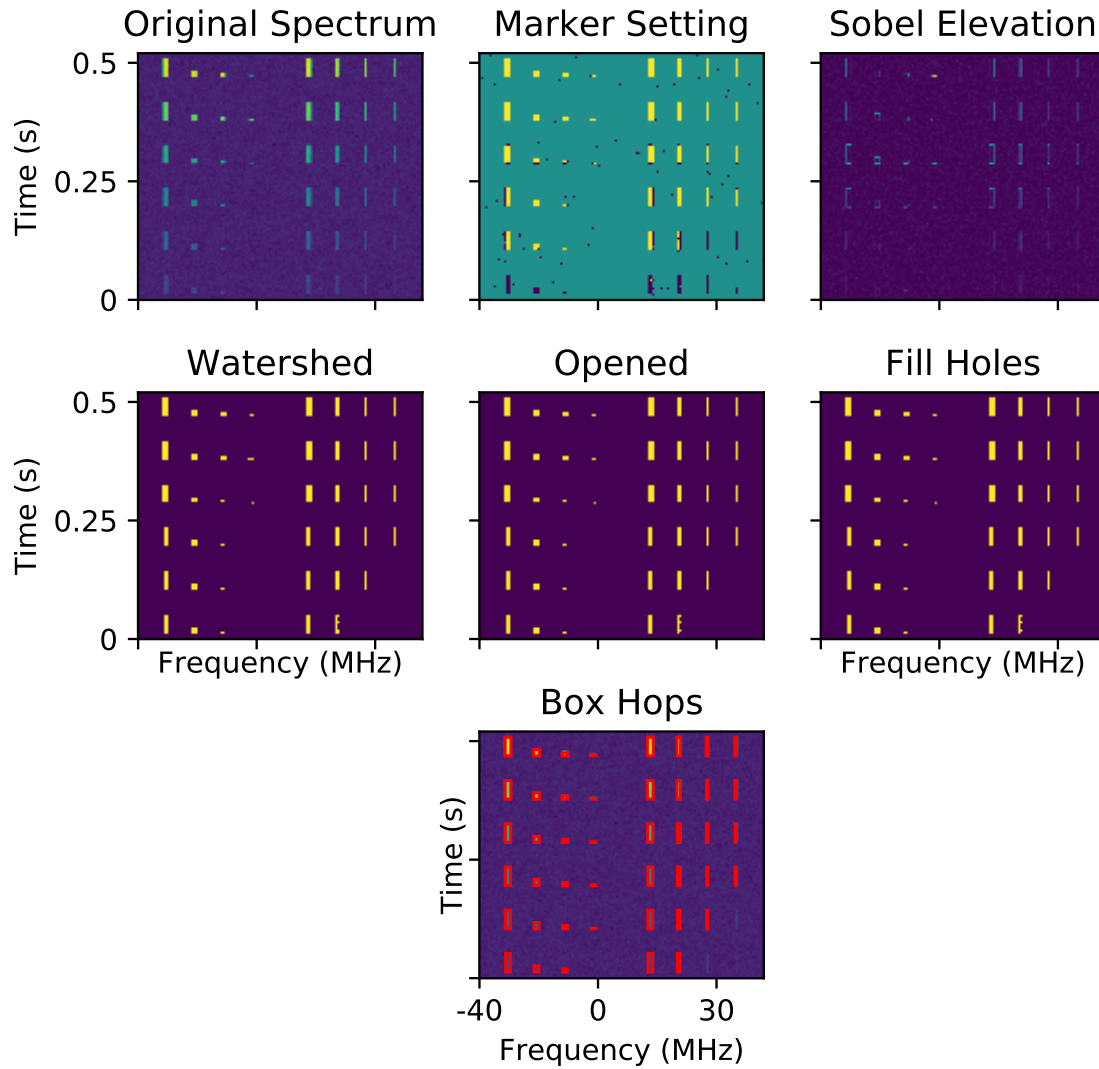 Original Spectrum
Marker Setting
Sobel Elevation
0.5
0.25
0
Time (s)
Watershed
Opened
Fill Holes
0.5
0.25
0
Time (s)
Frequency (MHz)
Frequency (MHz)
Box Hops
Time (s)
-40
0
30
Frequency (MHz)